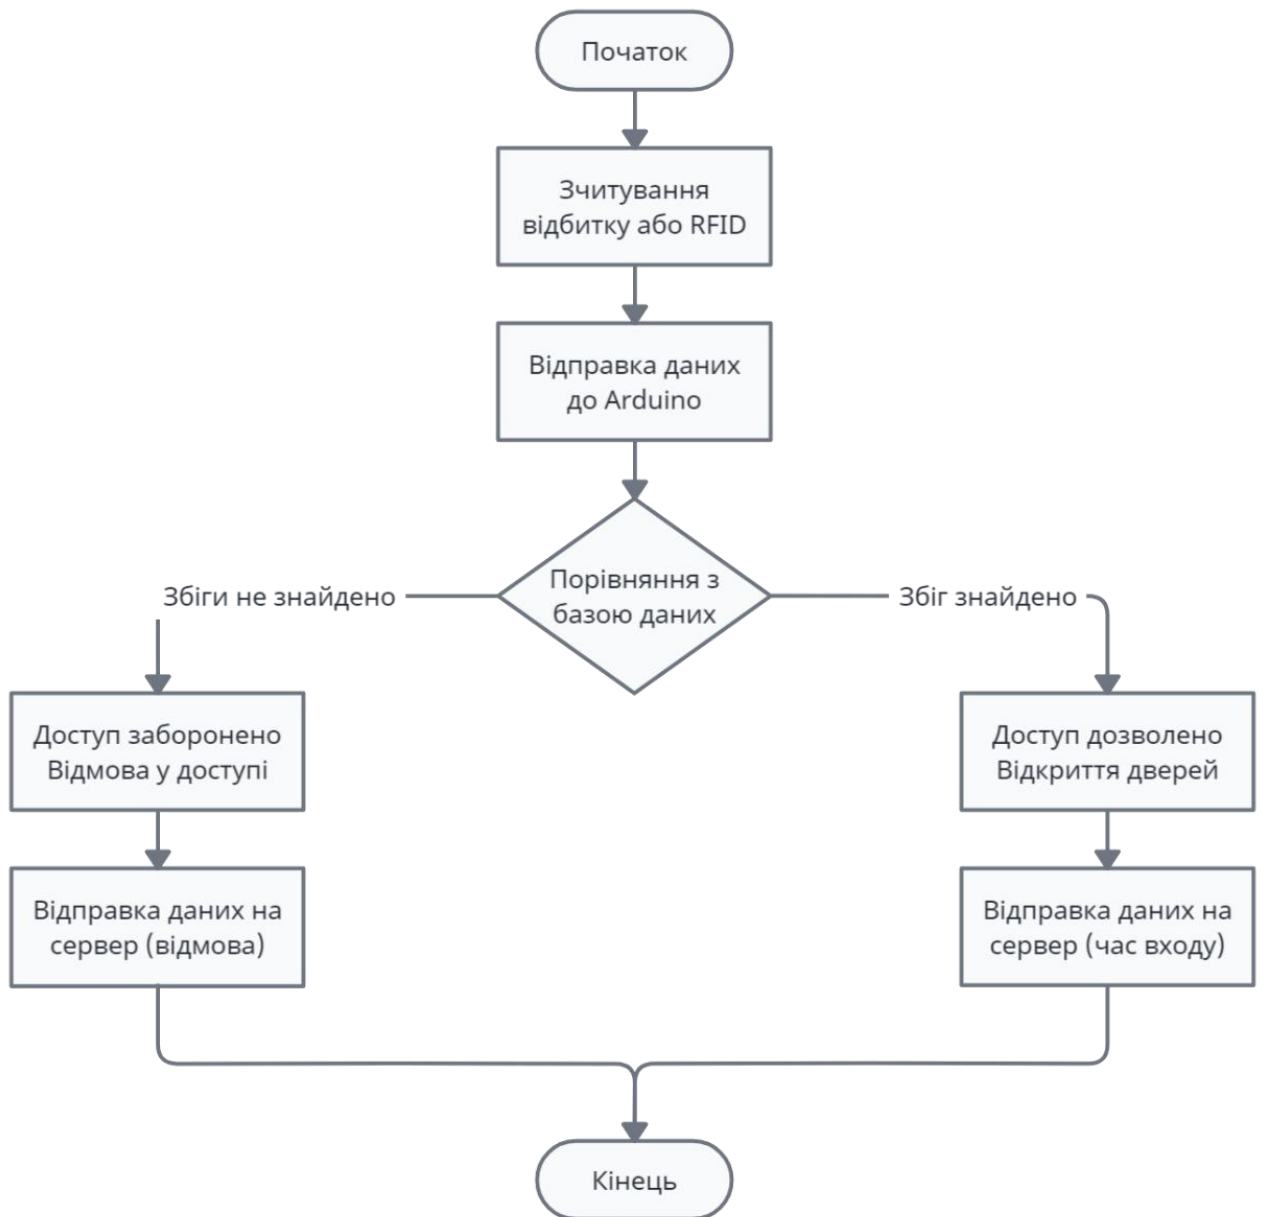 Початок
Зчитування
відбитку або RFID
Відправка даних
до Arduino
Порівняння з
базою даних
Збіги не знайдено
Збіг знайдено
Доступ заборонено
Відмова у доступі
Доступ дозволено
Відкриття дверей
Відправка даних на
сервер (відмова)
Відправка даних на
сервер (час входу)
Кінець